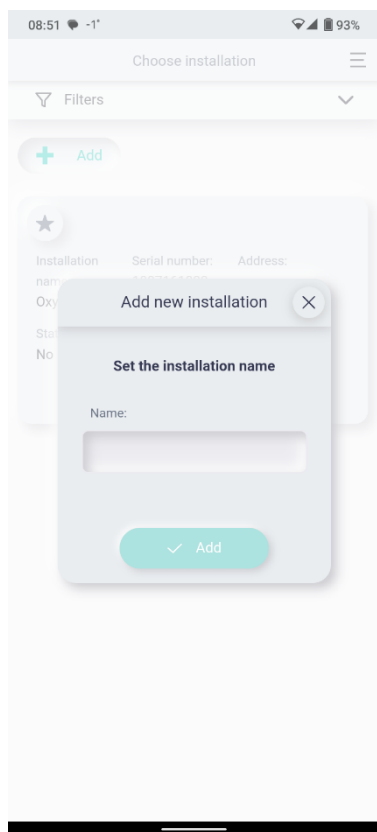 08:51 -1° 93%
Choose installation
Filters
Add
Installation Serial number: Address:
Add new installation
No
Set the installation name
Name:
Add